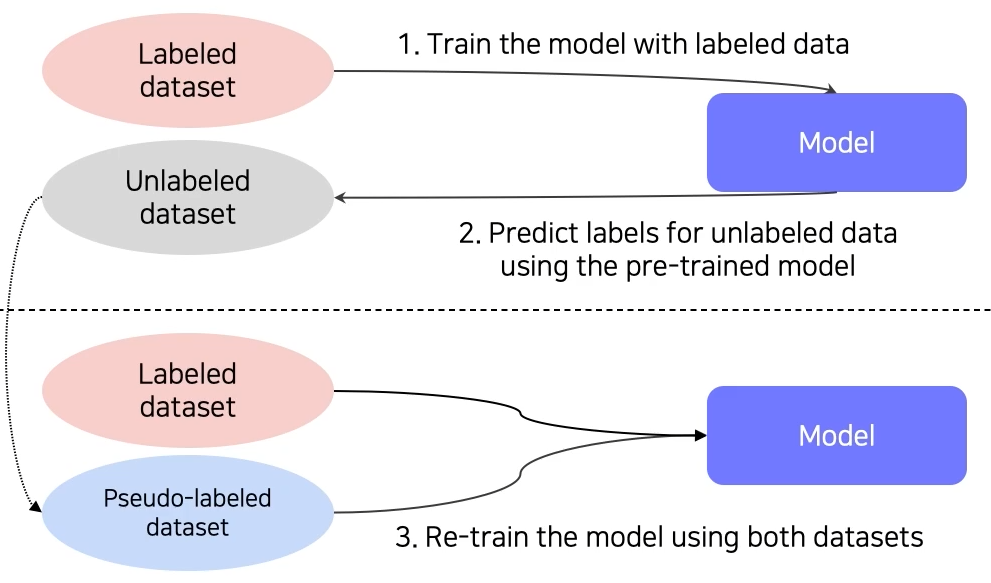 Labeled
dataset
1. Train the model with labeled data
Model
Unlabeled
dataset
2. Predict labels for unlabeled data
using the pre-trained model
Labeled
dataset
Model
Pseudo-labeled
dataset
3. Re-train the model using both datasets